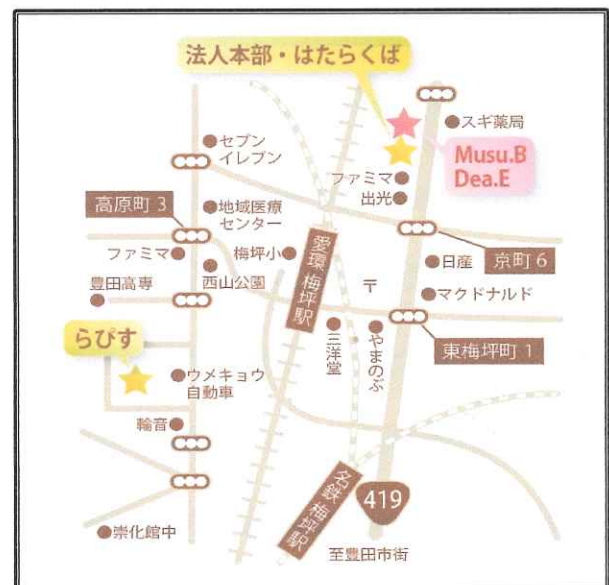 法人本部・はたらくば
スギ薬局
セブン
イレブン
Musu.B
Dea.E
ファミマ
出光
高原町 3
地域医療
センター
ファミマ
梅坪小
愛環 梅坪駅
京町 6
豊田高専
西山公園
〒
日産
マクドナルド
らぴす
三洋堂
やまのぶ
東梅坪町 1
ウメキョウ
自動車
輪音
名鉄 梅坪駅
419
崇化館中
至豊田市街